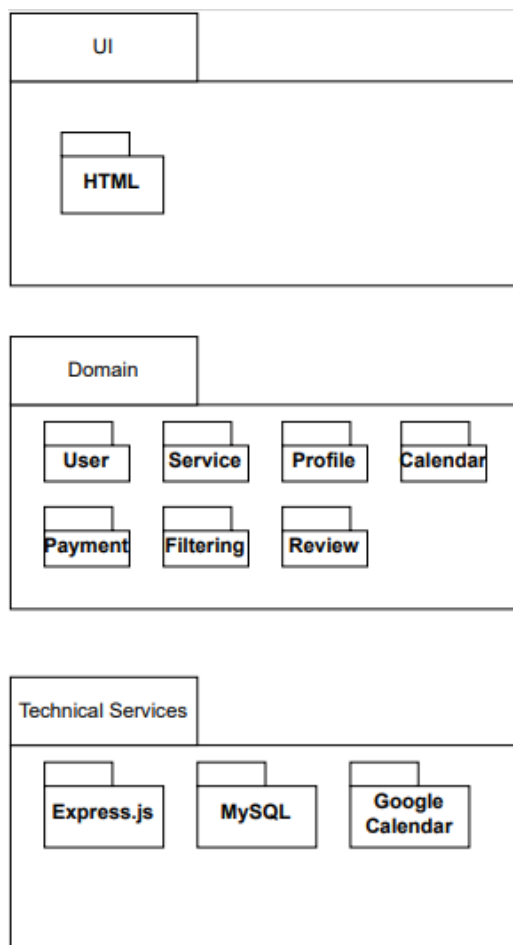 UI
HTML
Domain
User
Service
Profile
Calendar
Payment
Filtering
Review
Technical Services
Express.js
MySQL
Google
Calendar